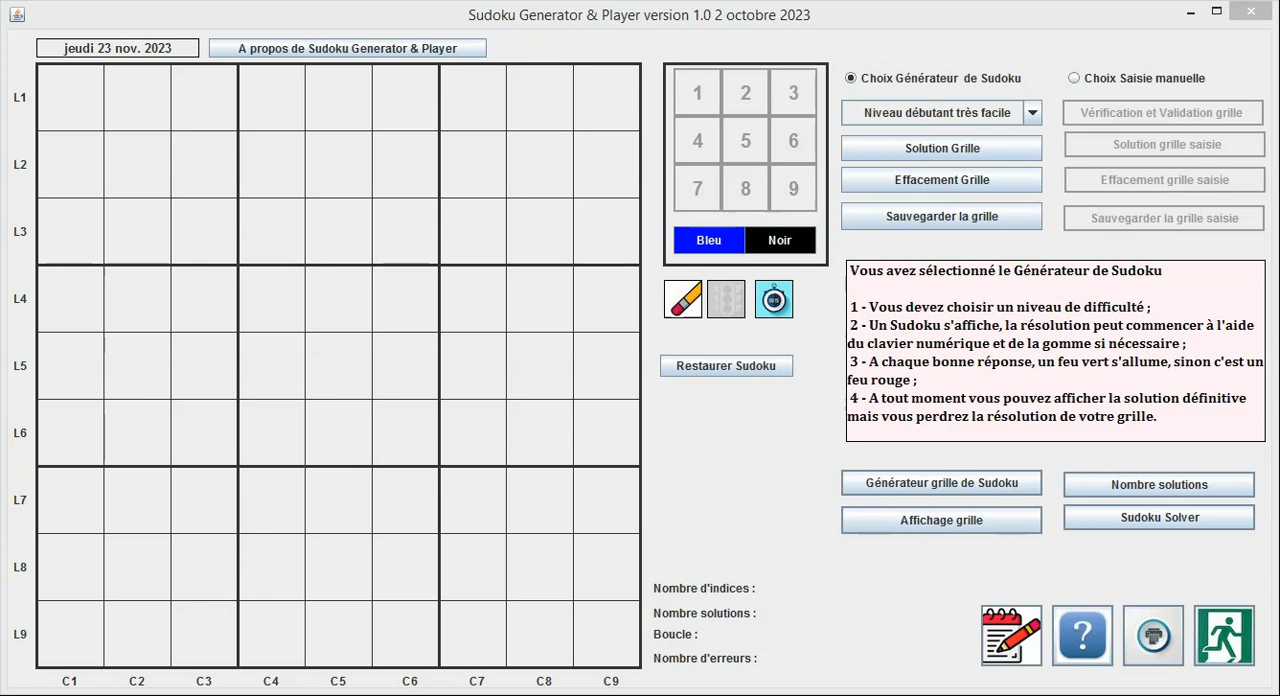 Sudoku Generator & Player version 1.0 2 octobre 2023
jeudi 23 nov. 2023
A propos de Sudoku Generator & Player
L1
L2
L3
L4
L5
L6
L7
L8
L9
C1 C2 C3 C4 C5 C6 C7 C8 C9
1 2 3
4 5 6
7 8 9
Bleu Noir
Restaurer Sudoku
Choix Générateur de Sudoku
Choix Saisie manuelle
Niveau débutant très facile
Vérification et Validation grille
Solution Grille
Solution grille saisie
Effacement Grille
Effacement grille saisie
Sauvegarder la grille
Sauvegarder la grille saisie
Vous avez sélectionné le Générateur de Sudoku
1 - Vous devez choisir un niveau de difficulté ;
2 - Un Sudoku s'affiche, la résolution peut commencer à l'aide
du clavier numérique et de la gomme si nécessaire ;
3 - A chaque bonne réponse, un feu vert s'allume, sinon c'est un
feu rouge ;
4 - A tout moment vous pouvez afficher la solution définitive
mais vous perdrez la résolution de votre grille.
Générateur grille de Sudoku
Nombre solutions
Affichage grille
Sudoku Solver
Nombre d'indices :
Nombre solutions :
Boucle :
Nombre d'erreurs :
?